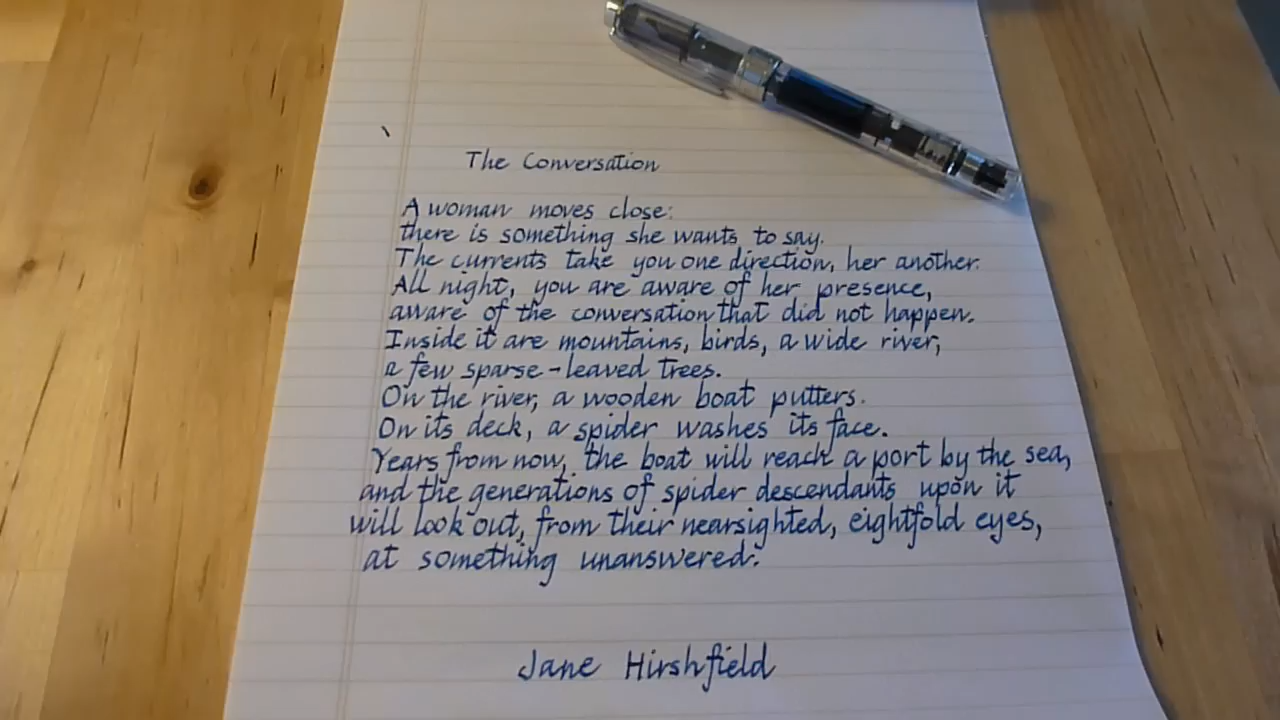 The Conversation
A woman moves close:
there is something she wants to say.
The currents take you one direction, her another.
All night, you are aware of her presence,
aware of the conversation that did not happen.
Inside it are mountains, birds, a wide river,
a few sparse-leaved trees.
On the river, a wooden boat putters.
On its deck, a spider washes its face.
Years from now, the boat will reach a port by the sea,
and the generations of spider descendants upon it
will look out, from their nearsighted, eightfold eyes,
at something unanswered.
Jane Hirshfield